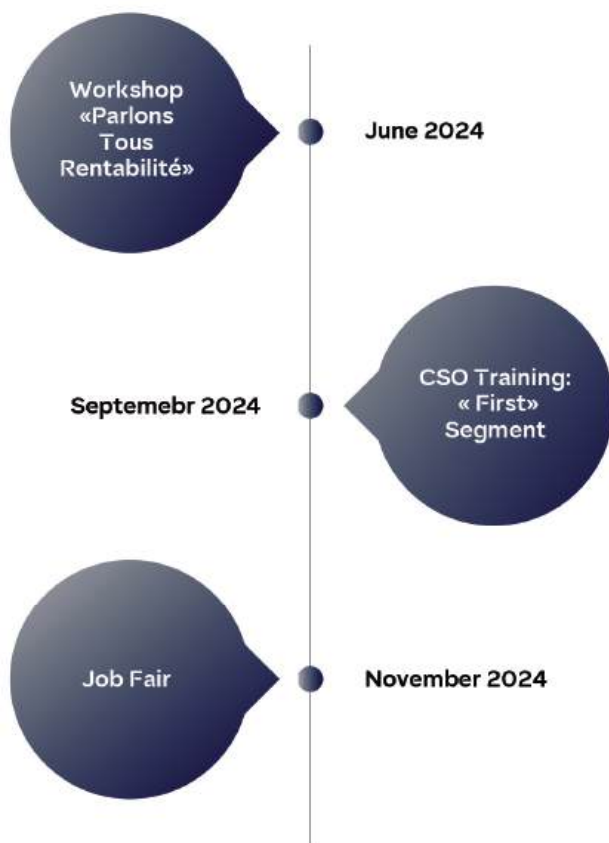 Workshop
«Parlons
Tous
Rentabilité»
June 2024
Septemebr 2024
CSO Training:
« First»
Segment
Job Fair
November 2024